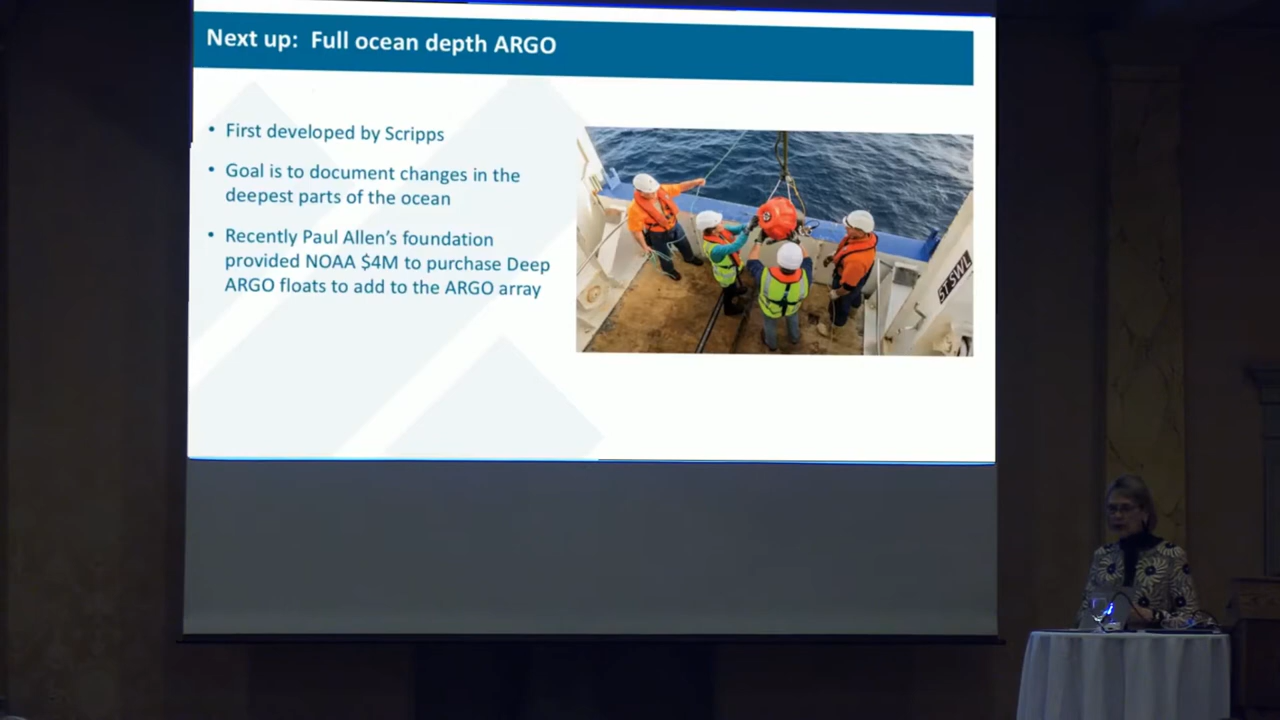 Next up: Full ocean depth ARGO
• First developed by Scripps
• Goal is to document changes in the
deepest parts of the ocean
• Recently Paul Allen's foundation
provided NOAA $4M to purchase Deep
ARGO floats to add to the ARGO array
5T SWL